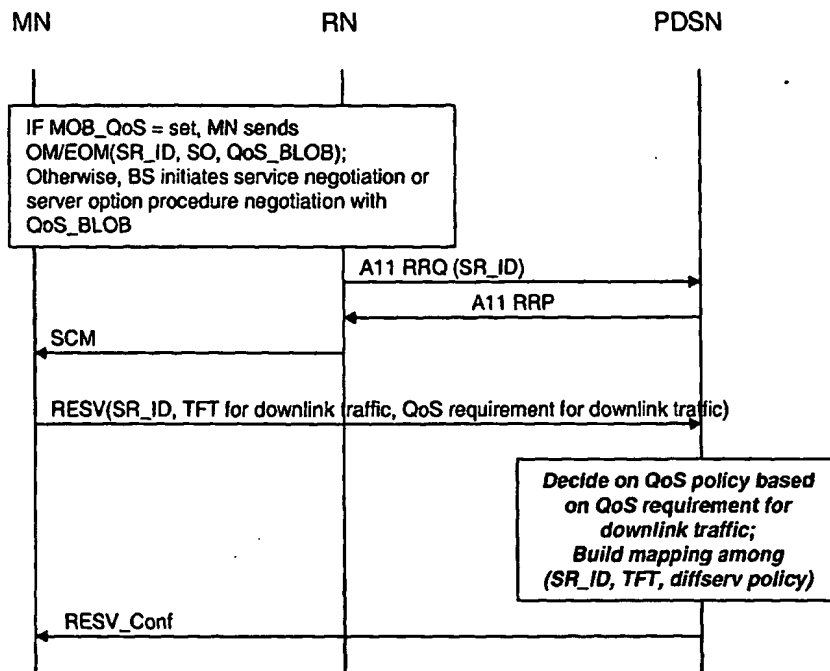 MN RN PDSN
IF MOB_QoS = set, MN sends
OM/EOM(SR_ID, SO, QoS_BLOB);
Otherwise, BS initiates service negotiation or
server option procedure negotiation with
QoS_BLOB
A11 RRQ (SR_ID)
A11 RRP
SCM
RESV(SR_ID, TFT for downlink traffic, QoS requirement for downlink traffic)
Decide on QoS policy based
on QoS requirement for
downlink traffic;
Build mapping among
(SR_ID, TFT, diffserv policy)
RESV_Conf